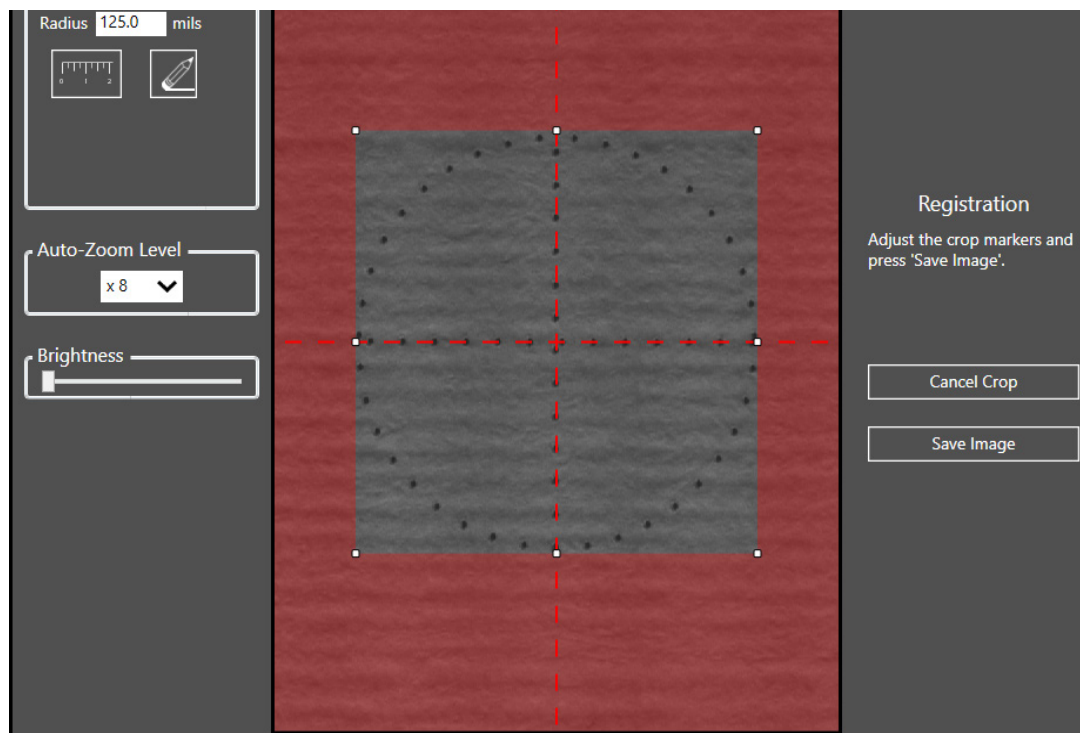 Radius 125.0 mils
0 1 2
Auto-Zoom Level
x 8
Brightness
Registration
Adjust the crop markers and
press 'Save Image'.
Cancel Crop
Save Image